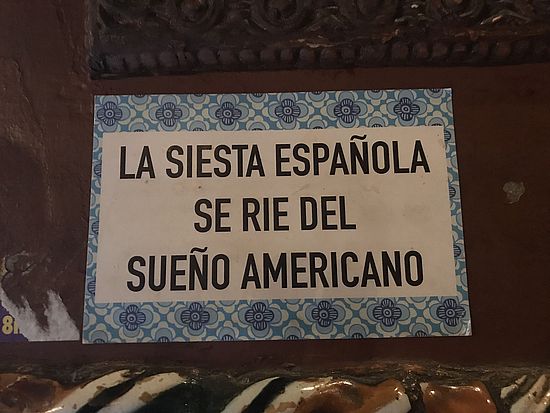 LA SIESTA ESPAÑOLA
SE RIE DEL
SUEÑO AMERICANO